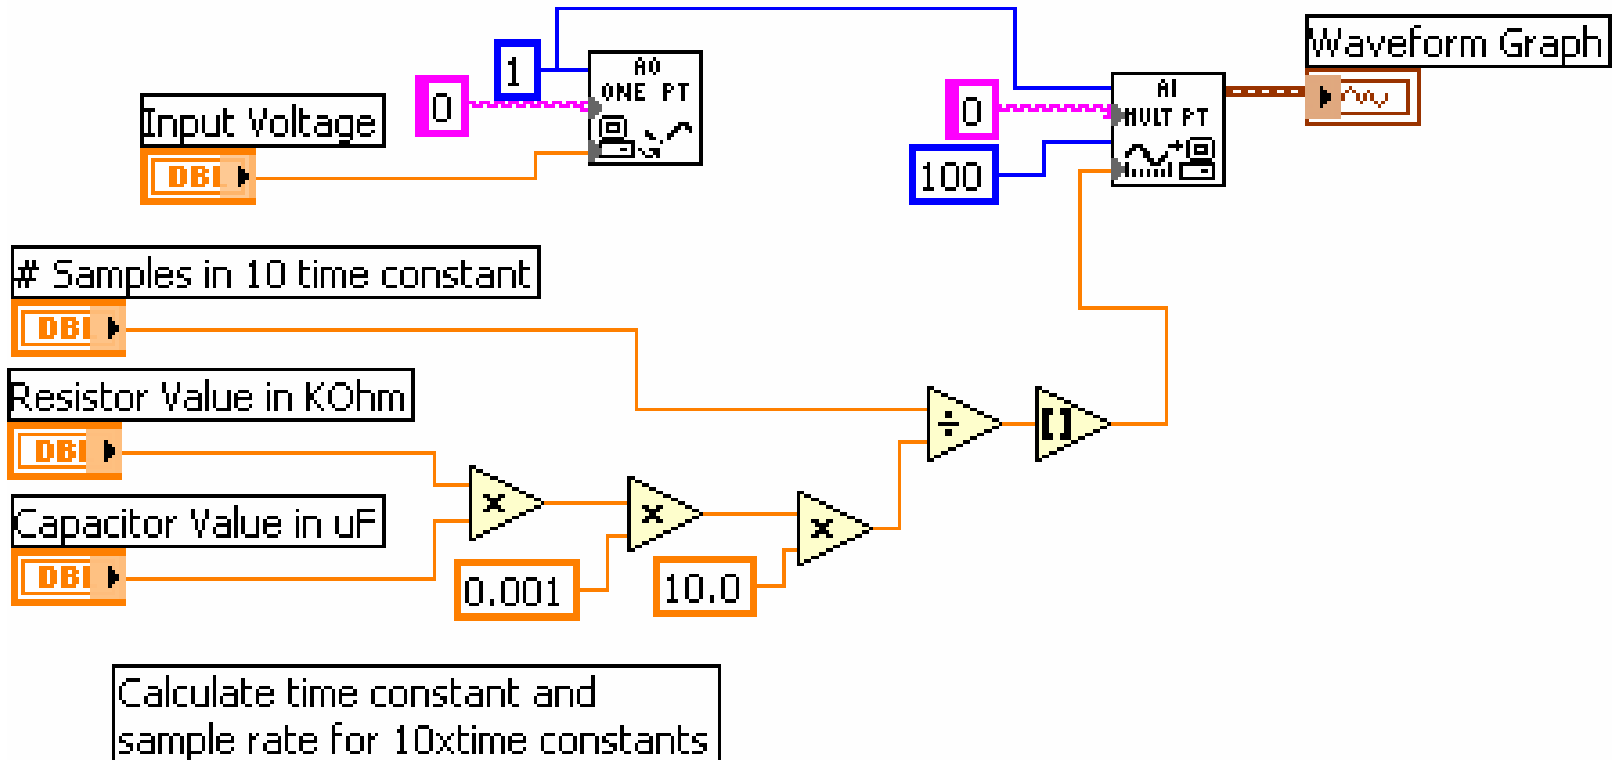 Waveform Graph
1
AO
ONE PT
0
Input Voltage
DBL
0
AI
MULT PT
100
# Samples in 10 time constant
DBL
Resistor Value in KOhm
DBL
÷
[]
Capacitor Value in uF
DBL
x
x
x
0.001
10.0
Calculate time constant and
sample rate for 10xtime constants